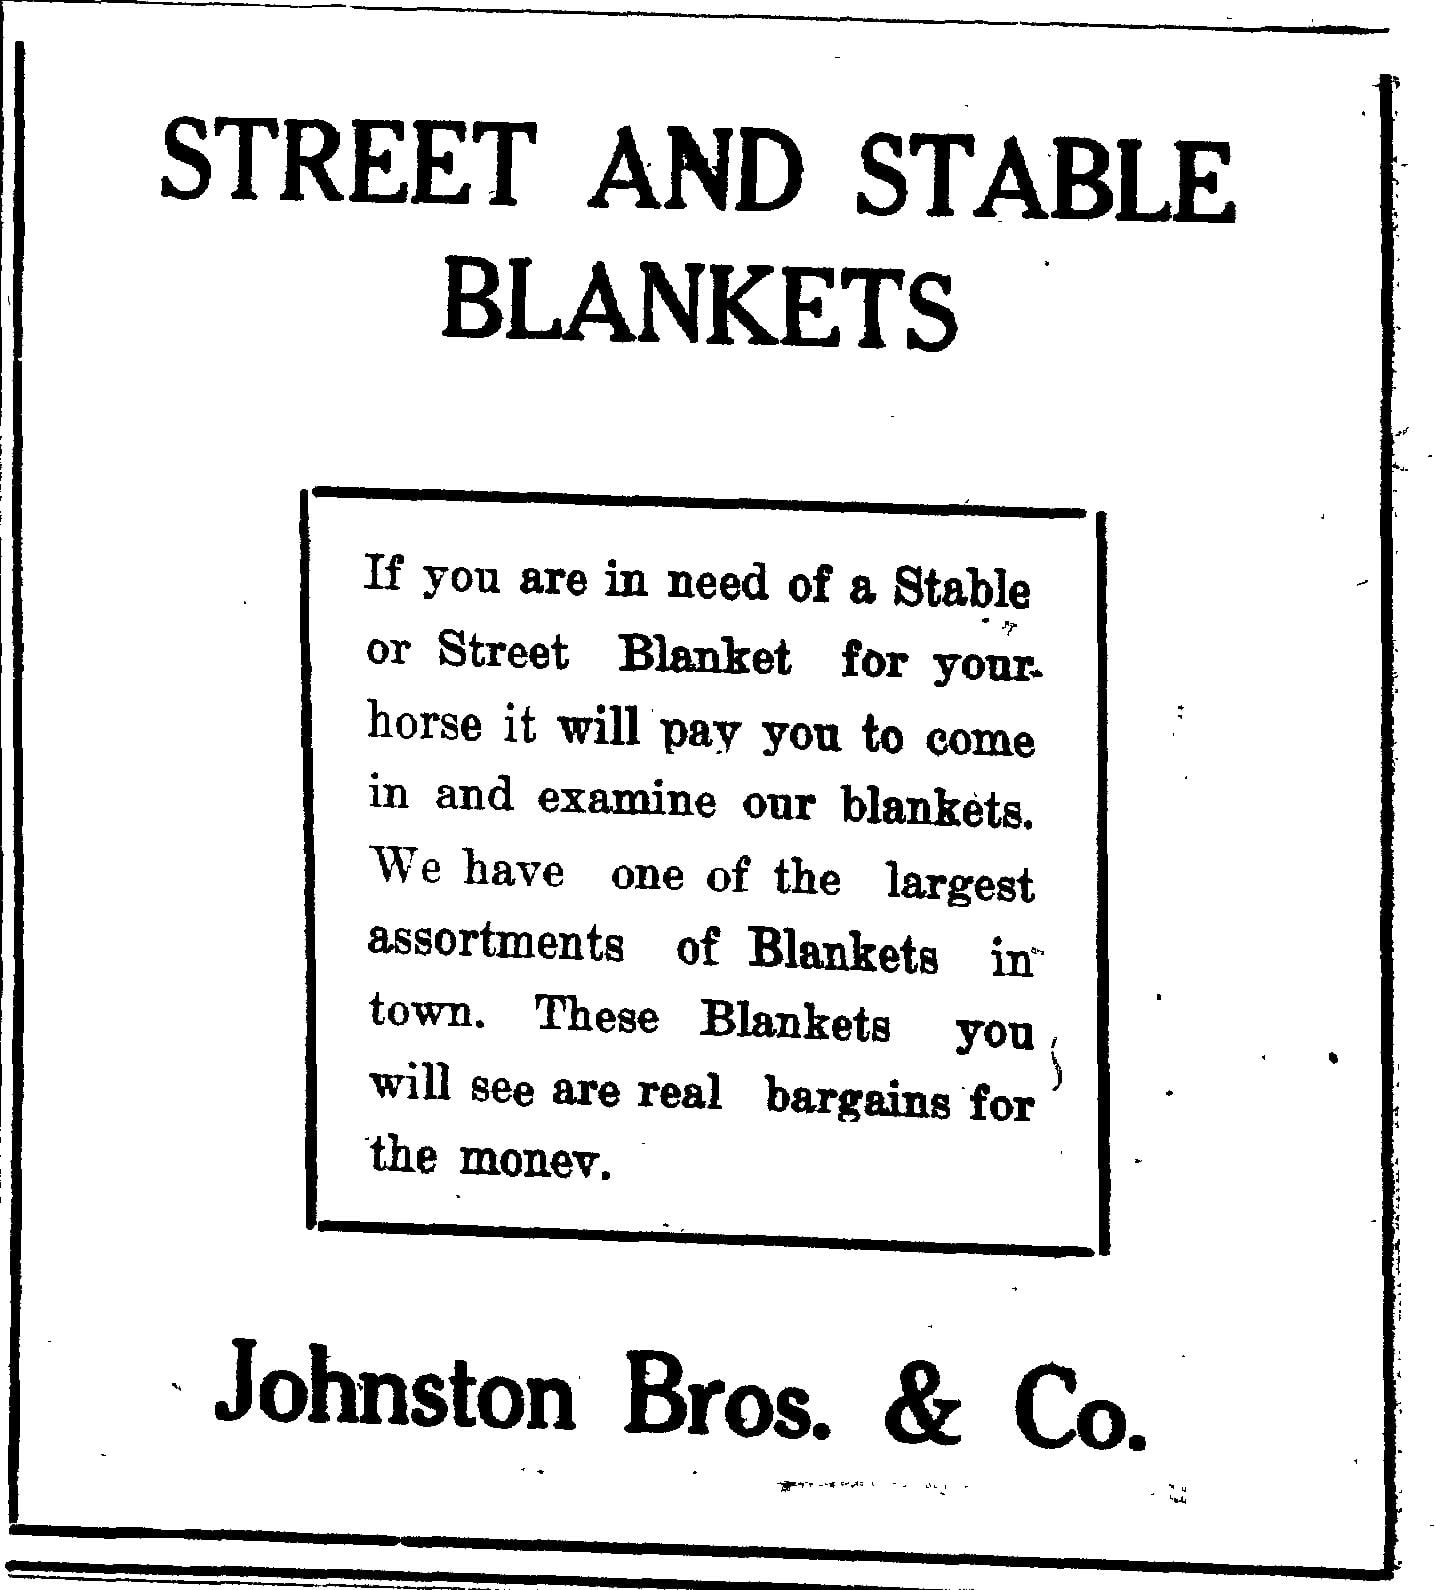 STREET AND STABLE
BLANKETS
If you are in need of a Stable
or Street Blanket for your
horse it will pay you to come
in and examine our blankets.
We have one of the largest
assortments of Blankets in
town. These Blankets you
will see are real bargains for
the money.
Johnston Bros. & Co.